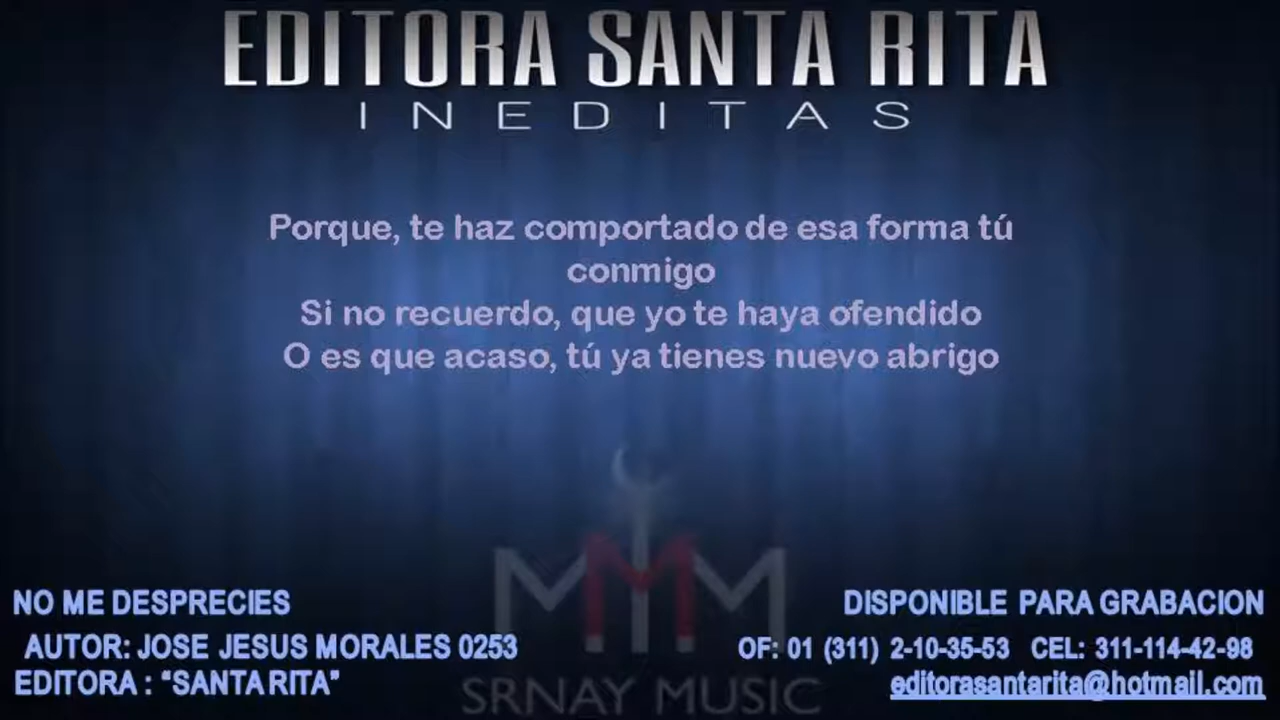 EDITORA SANTA RITA
INEDITAS
Porque, te haz comportado de esa forma tú
conmigo
Si no recuerdo, que yo te haya ofendido
O es que acaso, tú ya tienes nuevo abrigo
MMM
NO ME DESPRECIES
DISPONIBLE PARA GRABACION
AUTOR: JOSE JESUS MORALES 0253
OF: 01 (311) 2-10-35-53 CEL: 311-114-42-98
EDITORA : “SANTA RITA”
editorasantarita@hotmail.com
SRNAY MUSIC